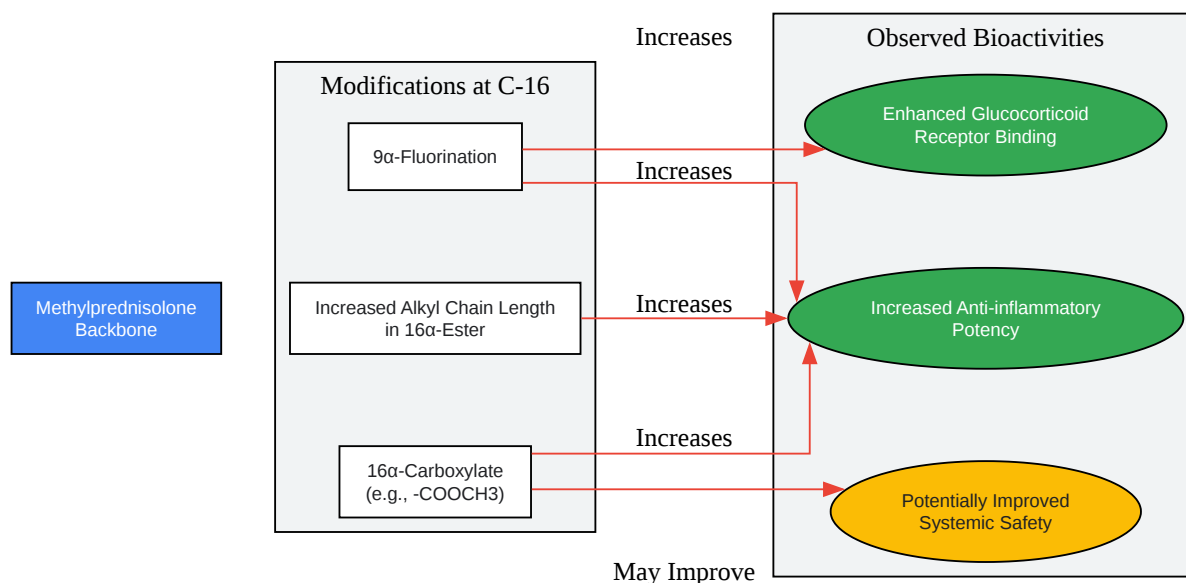 Methylprednisolone
Backbone
Modifications at C-16
9α-Fluorination
Increased Alkyl Chain Length
in 16α-Ester
16α-Carboxylate
(e.g., -COOCH3)
Increases
Increases
Increases
Increases
May Improve
Observed Bioactivities
Enhanced Glucocorticoid
Receptor Binding
Increased Anti-inflammatory
Potency
Potentially Improved
Systemic Safety